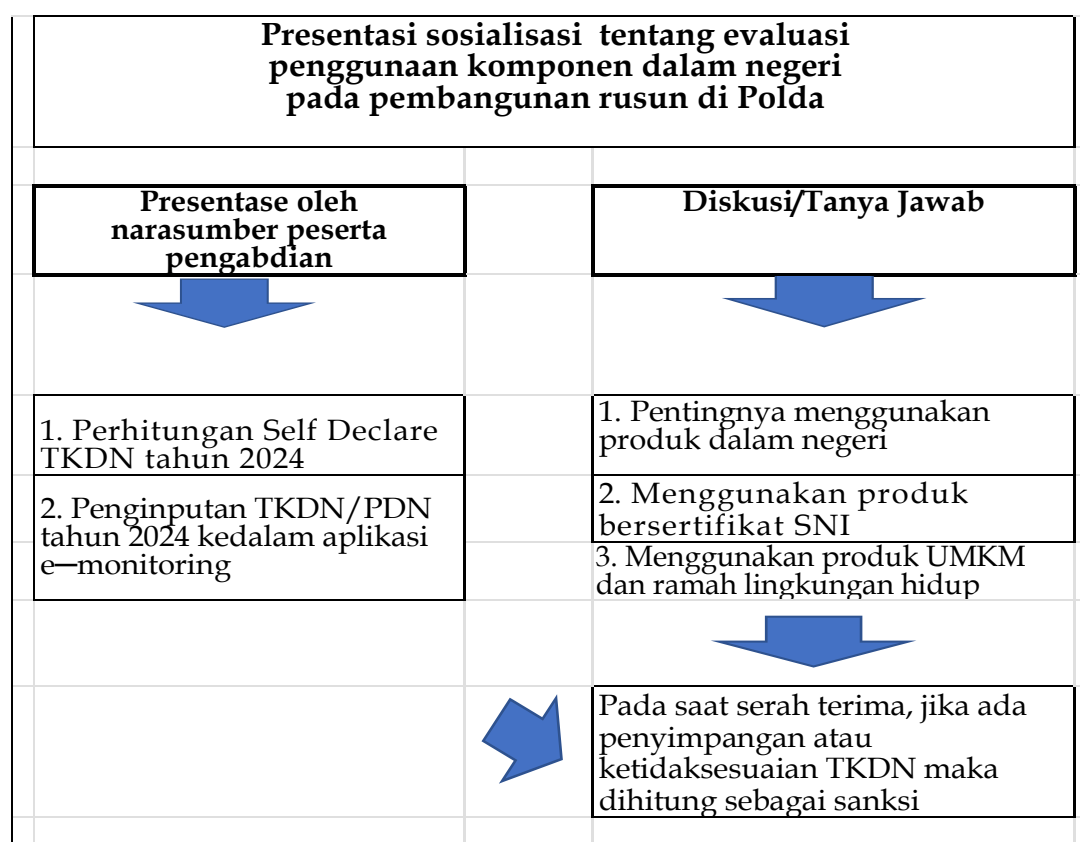 Presentasi sosialisasi tentang evaluasi
penggunaan komponen dalam negeri
pada pembangunan rusun di Polda
Presentase oleh
narasumber peserta
pengabdian
Diskusi/Tanya Jawab
1. Perhitungan Self Declare
TKDN tahun 2024
2. Penginputan TKDN/PDN
tahun 2024 kedalam aplikasi
e—monitoring
1. Pentingnya menggunakan
produk dalam negeri
2. Menggunakan produk
bersertifikat SNI
3. Menggunakan produk UMKM
dan ramah lingkungan hidup
Pada saat serah terima, jika ada
penyimpangan atau
ketidaksesuaian TKDN maka
dihitung sebagai sanksi